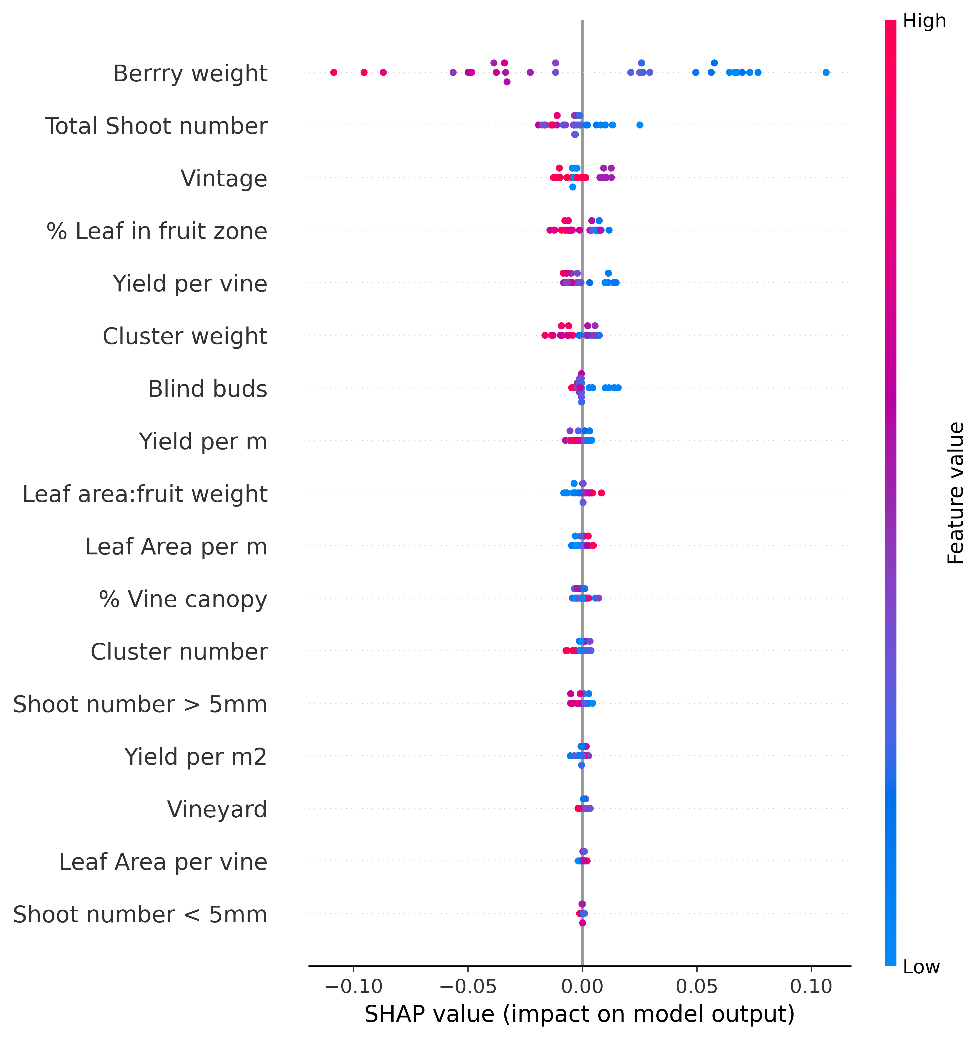 High
Berrry weight
Total Shoot number
Vintage
% Leaf in fruit zone
Yield per vine
Cluster weight
Blind buds
Yield per m
Leaf area:fruit weight
Leaf Area per m
% Vine canopy
Cluster number
Shoot number > 5mm
Yield per m2
Vineyard
Leaf Area per vine
Shoot number < 5mm
Feature value
Low
−0.10 −0.05 0.00 0.05 0.10
SHAP value (impact on model output)